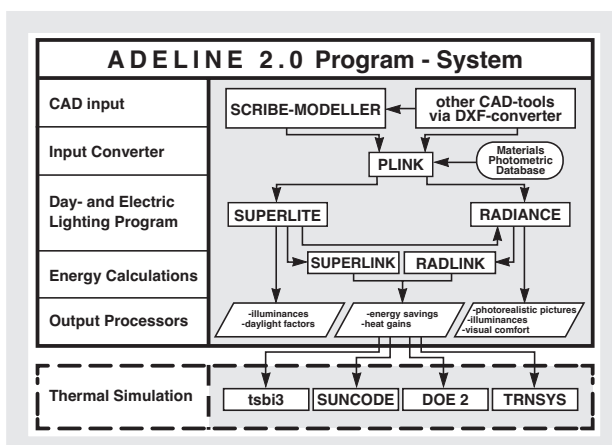 ADELINE 2.0 Program - System
CAD input
SCRIBE-MODELLER
other CAD-tools
via DXF-converter
Input Converter
PLINK
Materials
Photometric
Database
Day- and Electric
Lighting Program
SUPERLITE
RADIANCE
Energy Calculations
SUPERLINK
RADLINK
Output Processors
-illuminances
-daylight factors
-energy savings
-heat gains
-photorealistic pictures
-illuminances
-visual comfort
Thermal Simulation
tsbi3
SUNCODE
DOE 2
TRNSYS